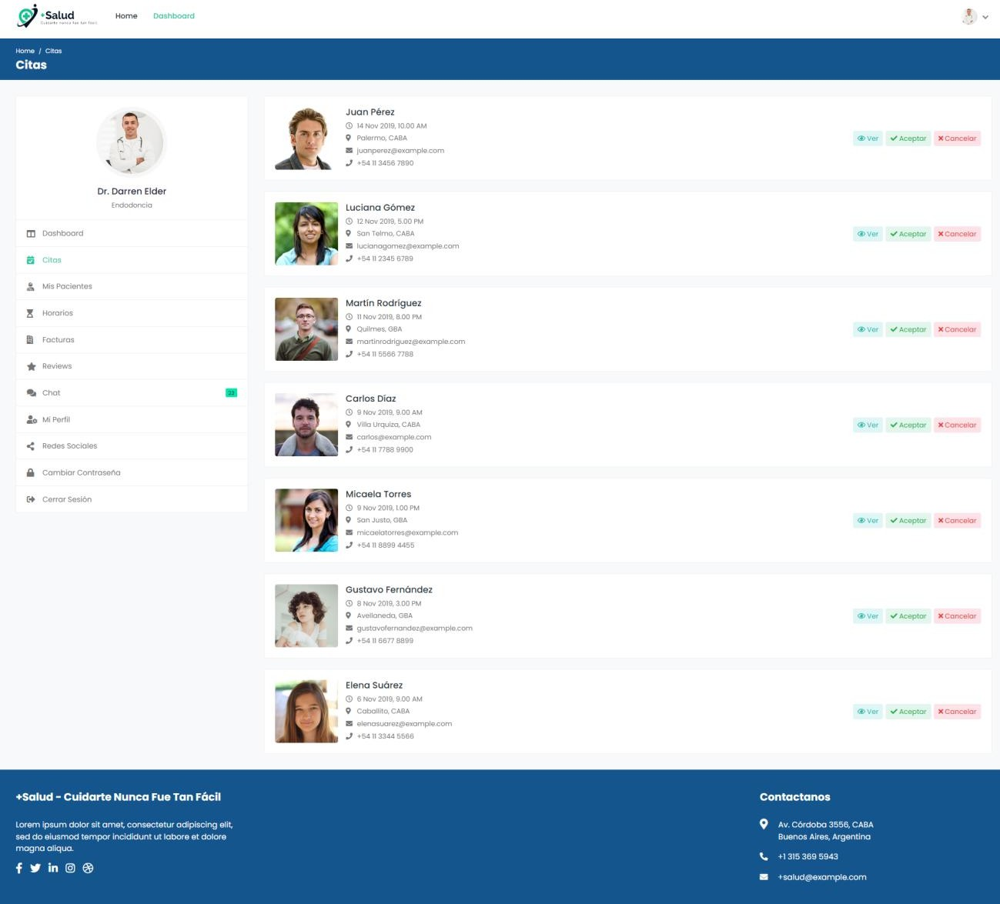 +Salud
Cuidarte nunca fue tan fácil.
Home
Dashboard
Home / Citas
Citas
Dr. Darren Elder
Endodoncia
Dashboard
Citas
Mis Pacientes
Horarios
Facturas
Reviews
Chat
23
Mi Perfil
Redes Sociales
Cambiar Contraseña
Cerrar Sesión
Juan Pérez
14 Nov 2019, 10.00 AM
Palermo, CABA
juanperez@example.com
+54 11 3456 7890
Ver Aceptar Cancelar
Luciana Gómez
12 Nov 2019, 5.00 PM
San Telmo, CABA
lucianagomez@example.com
+54 11 2345 6789
Ver Aceptar Cancelar
Martín Rodríguez
11 Nov 2019, 8.00 PM
Quilmes, GBA
martinrodriguez@example.com
+54 11 5566 7788
Ver Aceptar Cancelar
Carlos Díaz
9 Nov 2019, 9.00 AM
Villa Urquiza, CABA
carlos@example.com
+54 11 7788 9900
Ver Aceptar Cancelar
Micaela Torres
9 Nov 2019, 1.00 PM
San Justo, GBA
micaelatorres@example.com
+54 11 8899 4455
Ver Aceptar Cancelar
Gustavo Fernández
8 Nov 2019, 3.00 PM
Avellaneda, GBA
gustavofernandez@example.com
+54 11 6677 8899
Ver Aceptar Cancelar
Elena Suárez
6 Nov 2019, 9.00 AM
Caballito, CABA
elenasuarez@example.com
+54 11 3344 5566
Ver Aceptar Cancelar
+Salud - Cuidarte Nunca Fue Tan Fácil
Lorem ipsum dolor sit amet, consectetur adipiscing elit,
sed do eiusmod tempor incididunt ut labore et dolore
magna aliqua.
Contactanos
Av. Córdoba 3556, CABA
Buenos Aires, Argentina
+1 315 369 5943
+salud@example.com